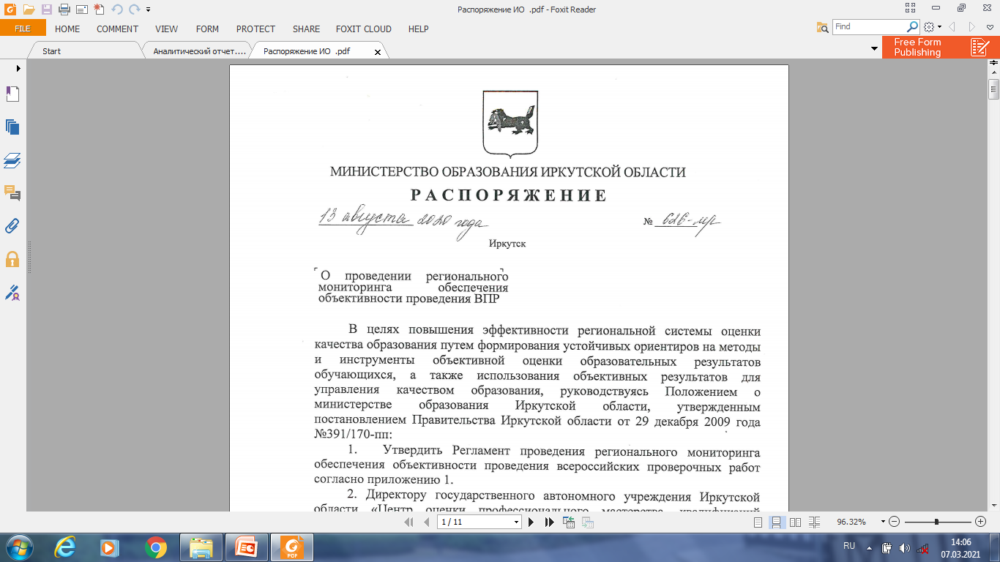 Распоряжение ИО .pdf - Foxit Reader
FILE HOME COMMENT VIEW FORM PROTECT SHARE FOXIT CLOUD HELP
Find
Start Аналитический отчет.... Распоряжение ИО .pdf
Free Form
Publishing
МИНИСТЕРСТВО ОБРАЗОВАНИЯ ИРКУТСКОЙ ОБЛАСТИ
РАСПОРЯЖЕНИЕ
13 августа 2020 года № 626-мр
Иркутск
О проведении регионального
мониторинга обеспечения
объективности проведения ВПР
В целях повышения эффективности региональной системы оценки
качества образования путем формирования устойчивых ориентиров на методы
и инструменты объективной оценки образовательных результатов
обучающихся, а также использования объективных результатов для
управления качеством образования, руководствуясь Положением о
министерстве образования Иркутской области, утвержденным
постановлением Правительства Иркутской области от 29 декабря 2009 года
№391/170-пп:
1. Утвердить Регламент проведения регионального мониторинга
обеспечения объективности проведения всероссийских проверочных работ
согласно приложению 1.
2. Директору государственного автономного учреждения Иркутской
области «Центр оценки профессионального мастерства, квалификаций
1 / 11
96.32%
RU
14:06
07.03.2021
PDF